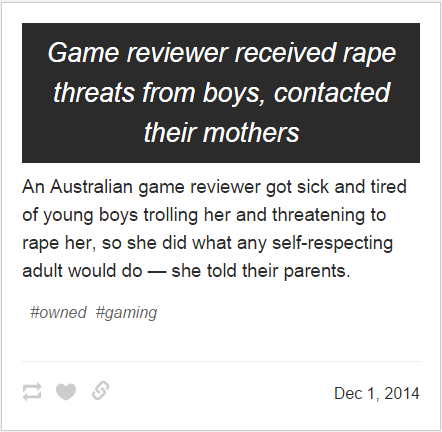 Game reviewer received rape
threats from boys, contacted
their mothers
An Australian game reviewer got sick and tired
of young boys trolling her and threatening to
rape her, so she did what any self-respecting
adult would do — she told their parents.
#owned #gaming
Dec 1, 2014